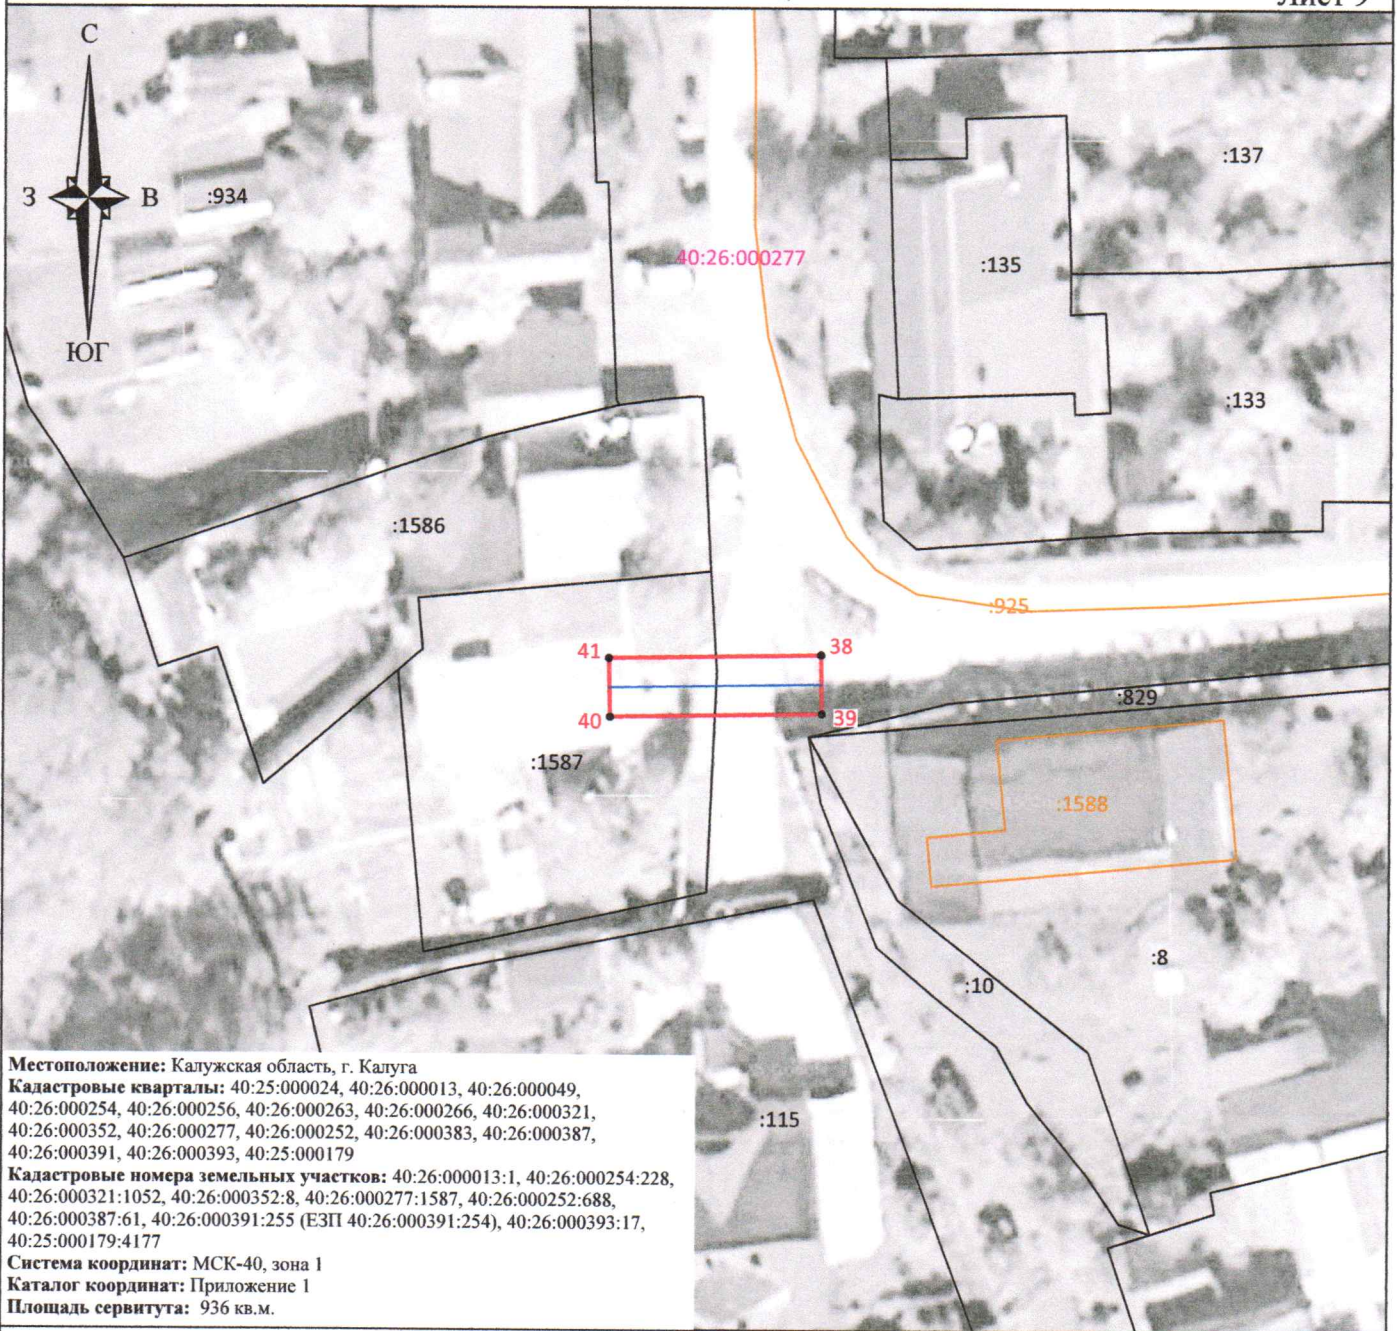 Лист 9
С
З
В
ЮГ
:934
40:26:000277
:137
:135
:133
:1586
:925
41
38
40
39
:829
:1587
:1588
:8
:10
:115
Местоположение: Калужская область, г. Калуга
Кадастровые кварталы: 40:25:000024, 40:26:000013, 40:26:000049,
40:26:000254, 40:26:000256, 40:26:000263, 40:26:000266, 40:26:000321,
40:26:000352, 40:26:000277, 40:26:000252, 40:26:000383, 40:26:000387,
40:26:000391, 40:26:000393, 40:25:000179
Кадастровые номера земельных участков: 40:26:000013:1, 40:26:000254:228,
40:26:000321:1052, 40:26:000352:8, 40:26:000277:1587, 40:26:000252:688,
40:26:000387:61, 40:26:000391:255 (ЕЗП 40:26:000391:254), 40:26:000393:17,
40:25:000179:4177
Система координат: МСК-40, зона 1
Каталог координат: Приложение 1
Площадь сервитута: 936 кв.м.